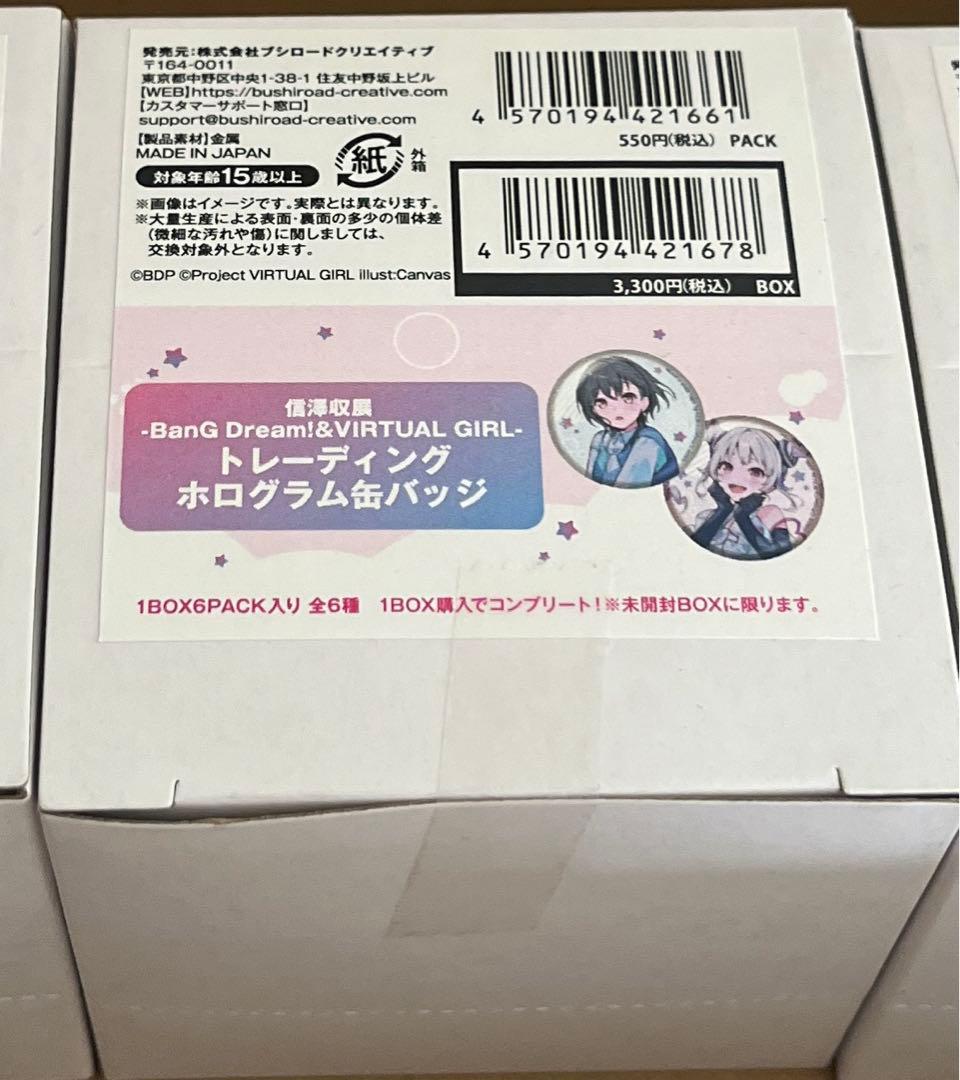 発売元:株式会社ブシロードクリエイティブ
〒164-0011
東京都中野区中央1-38-1 住友中野坂上ビル
【WEB】https://bushiroad-creative.com
【カスタマーサポート窓口】
support@bushiroad-creative.com
【製品素材】金属
MADE IN JAPAN
対象年齢15歳以上
紙
外箱
※画像はイメージです。実際とは異なります。
※大量生産による表面・裏面の多少の個体差
(微細な汚れや傷)に関しましては、
交換対象外となります。
©BDP ©Project VIRTUAL GIRL illust:Canvas
4 570194 421661
550円(税込) PACK
4 570194 421678
3,300円(税込) BOX
信澤収展
-BanG Dream!&VIRTUAL GIRL-
トレーディング
ホログラム缶バッジ
1BOX6PACK入り 全6種 1BOX購入でコンプリート!※未開封BOXに限ります。